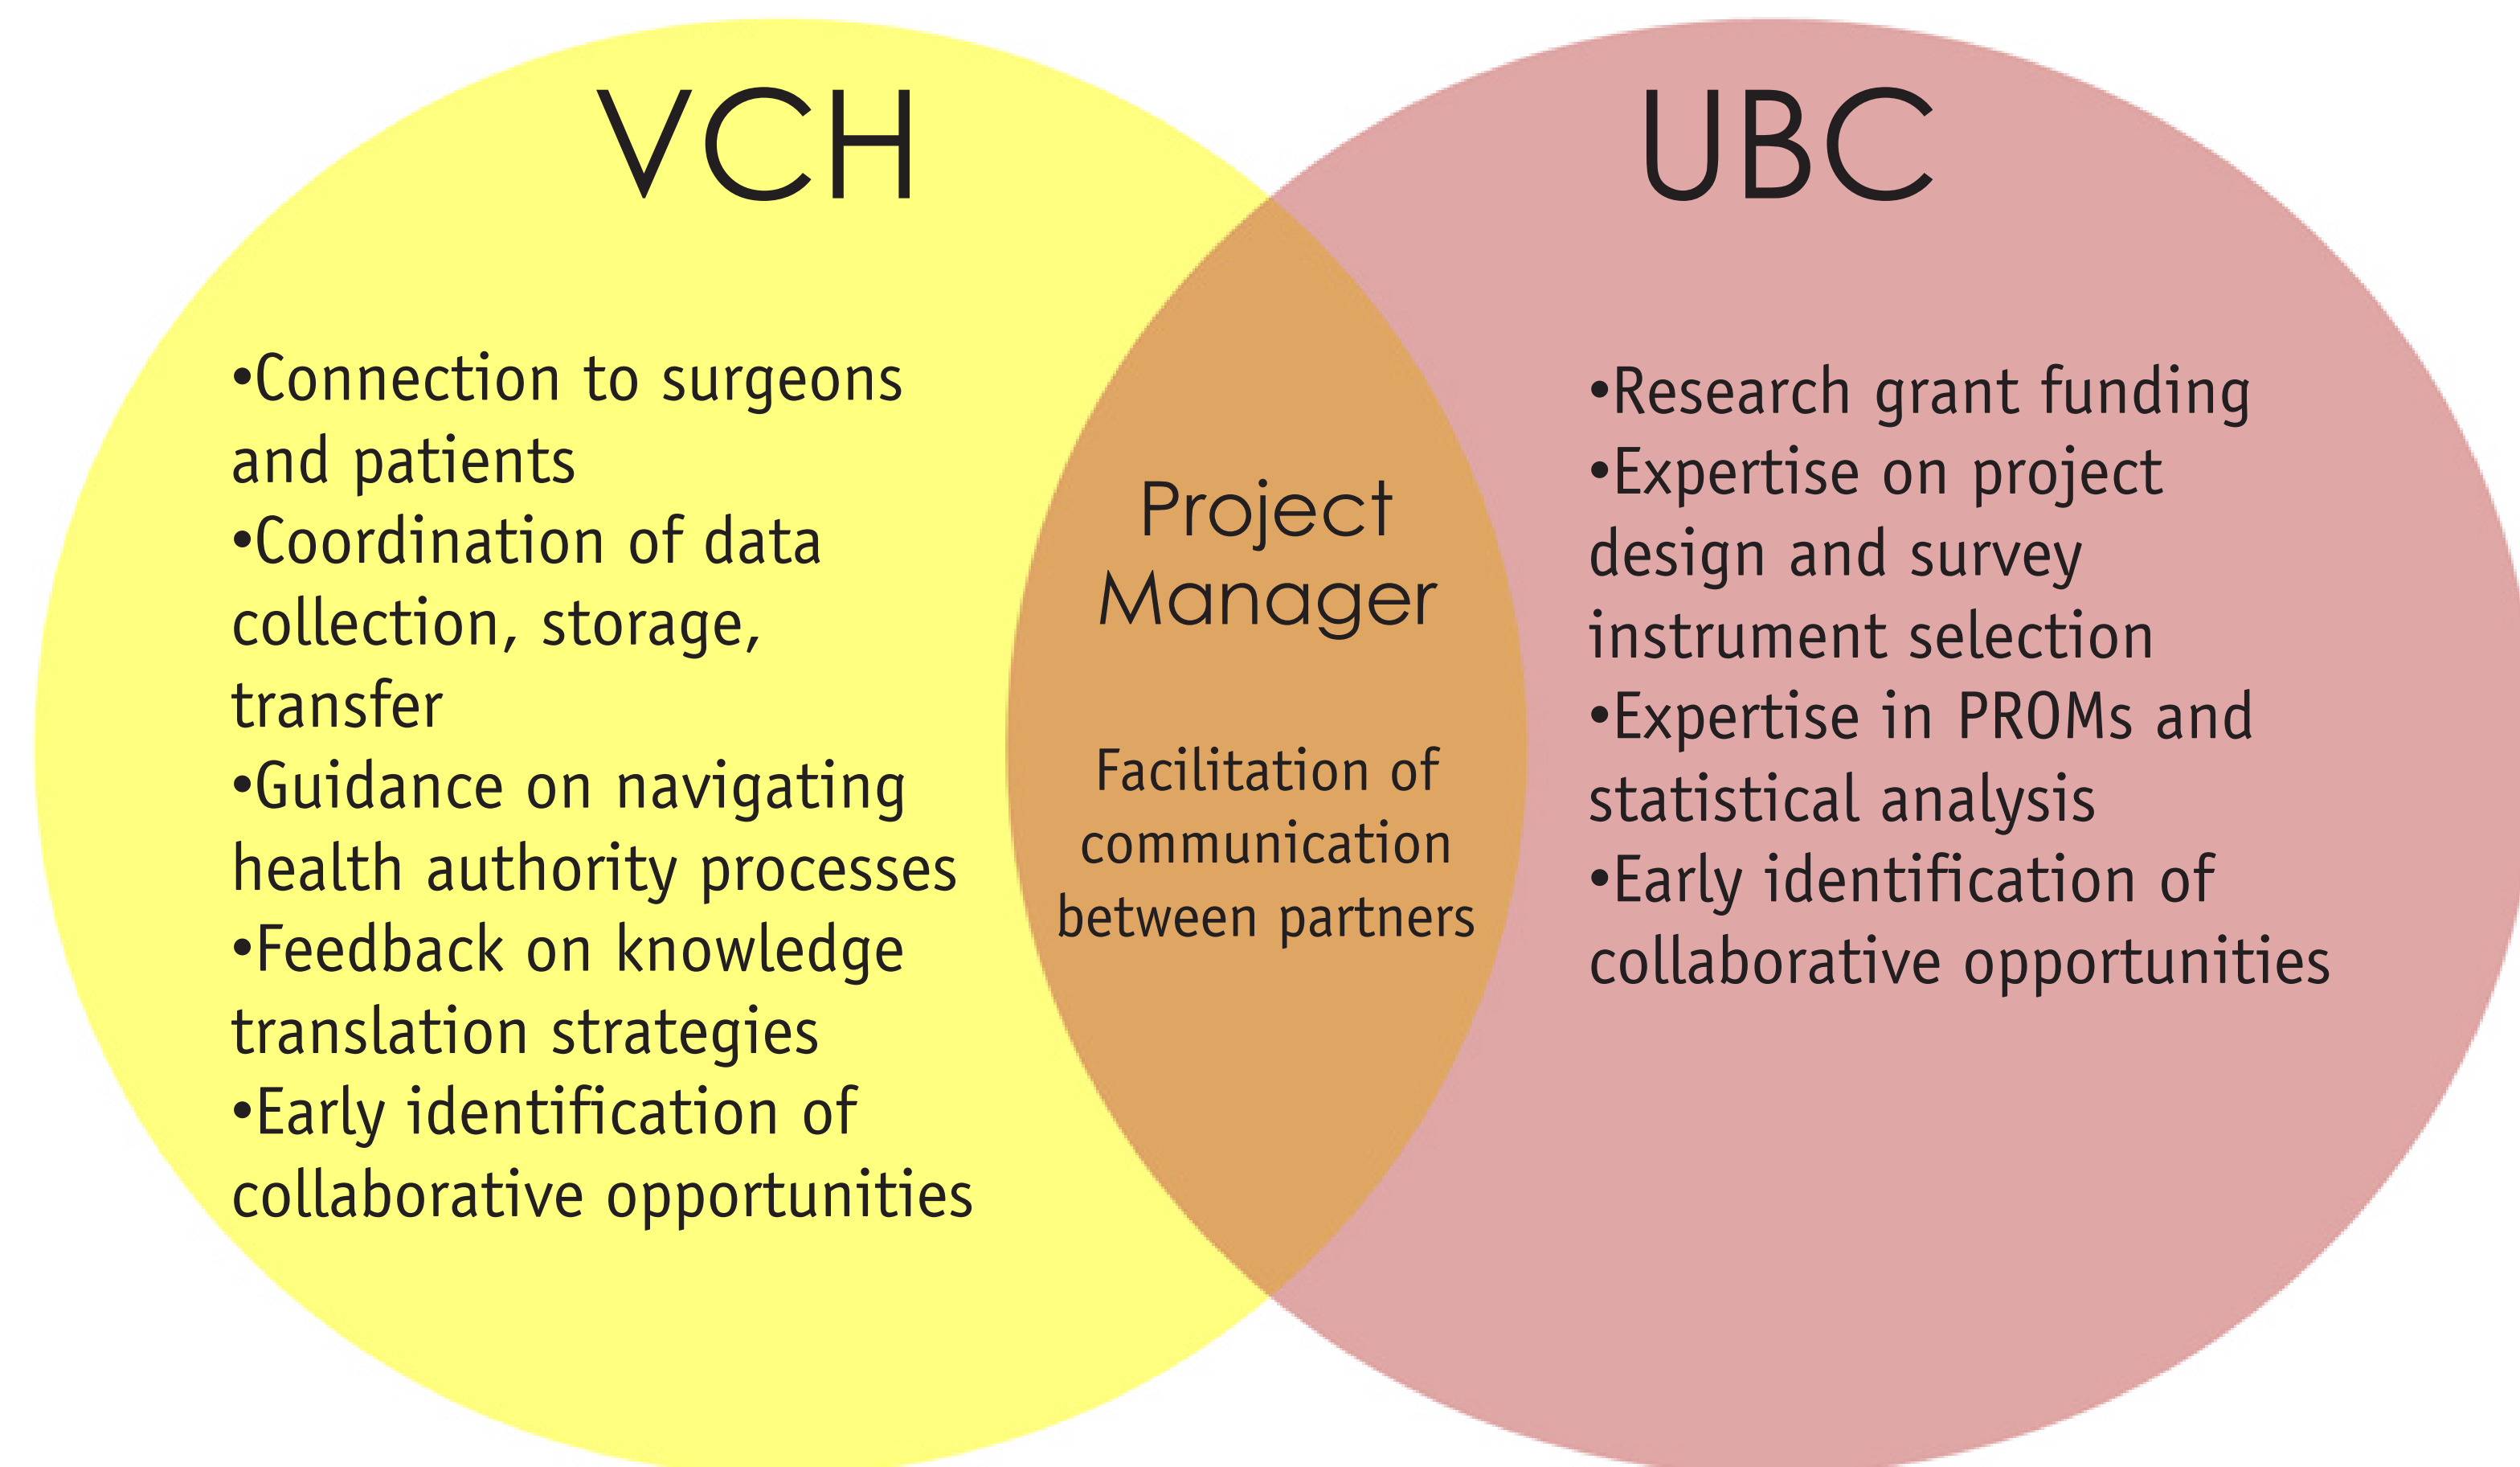 VCH
•Connection to surgeons
and patients
•Coordination of data
collection, storage,
transfer
•Guidance on navigating
health authority processes
•Feedback on knowledge
translation strategies
•Early identification of
collaborative opportunities
Project
Manager
Facilitation of
communication
between partners
UBC
•Research grant funding
•Expertise on project
design and survey
instrument selection
•Expertise in PROMs and
statistical analysis
•Early identification of
collaborative opportunities